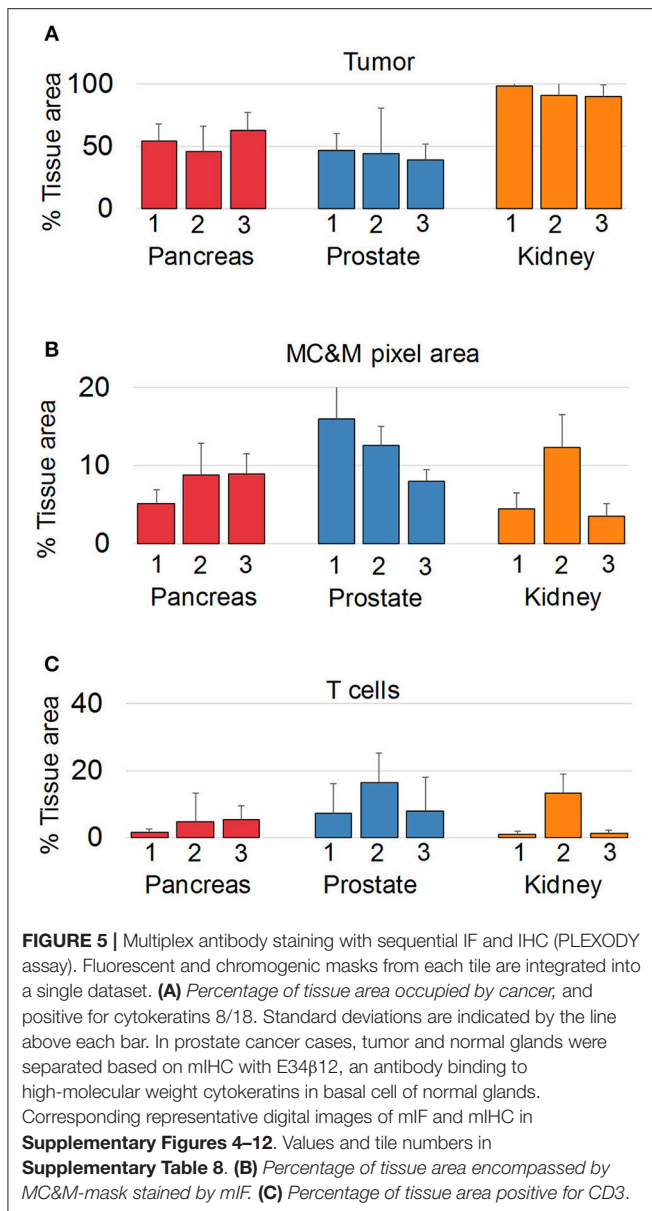 A
Tumor
% Tissue area
100
50
0
1 2 3 1 2 3 1 2 3
Pancreas Prostate Kidney
B
MC&M pixel area
% Tissue area
20
10
0
1 2 3 1 2 3 1 2 3
Pancreas Prostate Kidney
C
T cells
% Tissue area
40
20
0
1 2 3 1 2 3 1 2 3
Pancreas Prostate Kidney
FIGURE 5 | Multiplex antibody staining with sequential IF and IHC (PLEXODY
assay). Fluorescent and chromogenic masks from each tile are integrated into
a single dataset. (A) Percentage of tissue area occupied by cancer, and
positive for cytokeratins 8/18. Standard deviations are indicated by the line
above each bar. In prostate cancer cases, tumor and normal glands were
separated based on mIHC with E34β12, an antibody binding to
high-molecular weight cytokeratins in basal cell of normal glands.
Corresponding representative digital images of mIF and mIHC in
Supplementary Figures 4–12. Values and tile numbers in
Supplementary Table 8. (B) Percentage of tissue area encompassed by
MC&M-mask stained by mIF. (C) Percentage of tissue area positive for CD3.